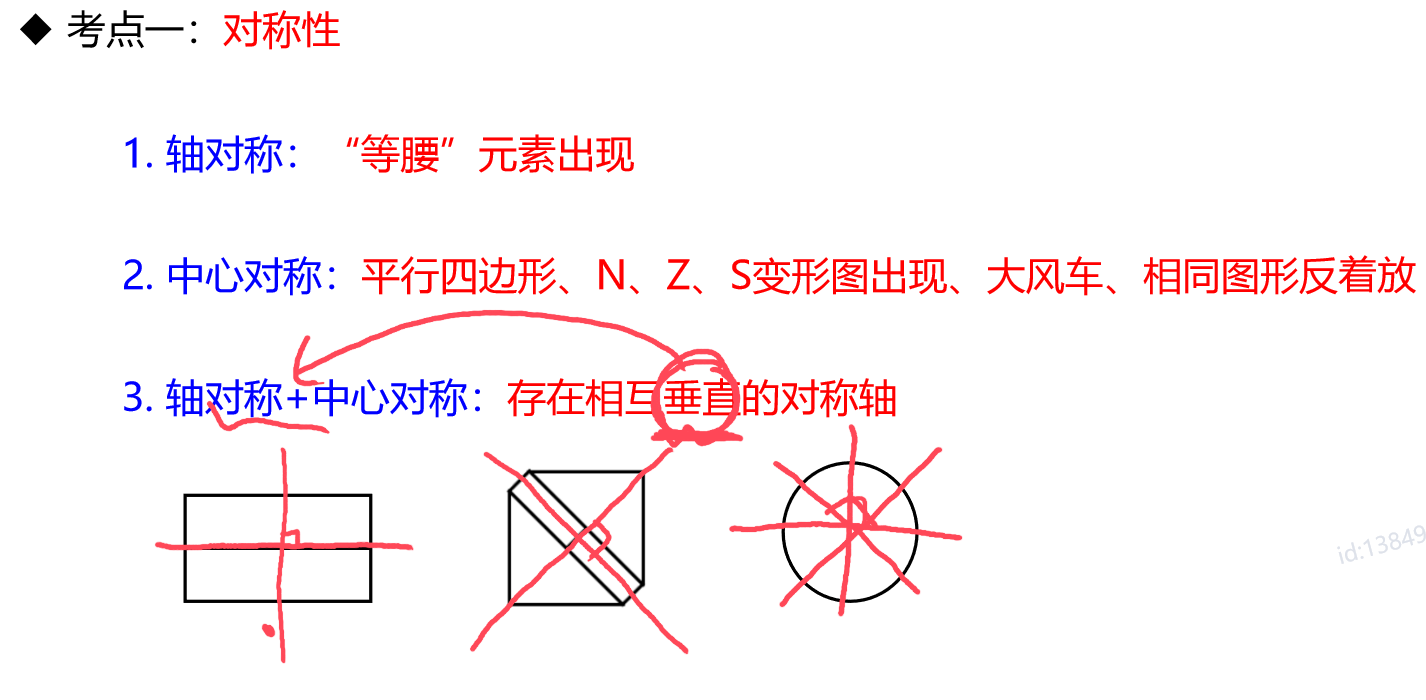 ◆ 考点一：对称性
1. 轴对称：“等腰”元素出现
2. 中心对称：平行四边形、N、Z、S变形图出现、大风车、相同图形反着放
3. 轴对称+中心对称：存在相互垂直的对称轴
id:13849